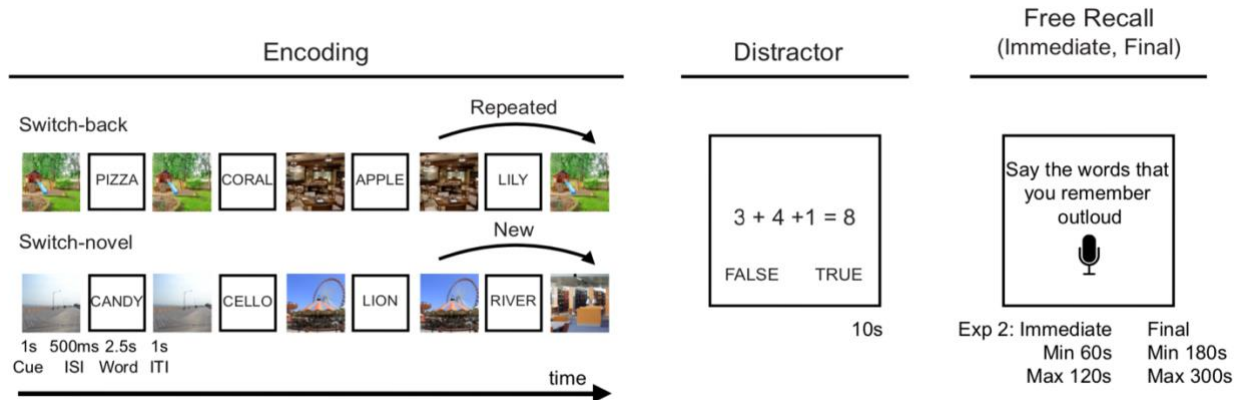 Encoding
Distractor
Free Recall
(Immediate, Final)
Switch-back
Repeated
PIZZA
CORAL
APPLE
LILY
Switch-novel
New
CANDY
CELLO
LION
RIVER
1s 500ms 2.5s 1s
Cue ISI Word ITI
time
3 + 4 +1 = 8
FALSE TRUE
10s
Say the words that
you remember
outloud
Exp 2: Immediate Final
Min 60s Min 180s
Max 120s Max 300s